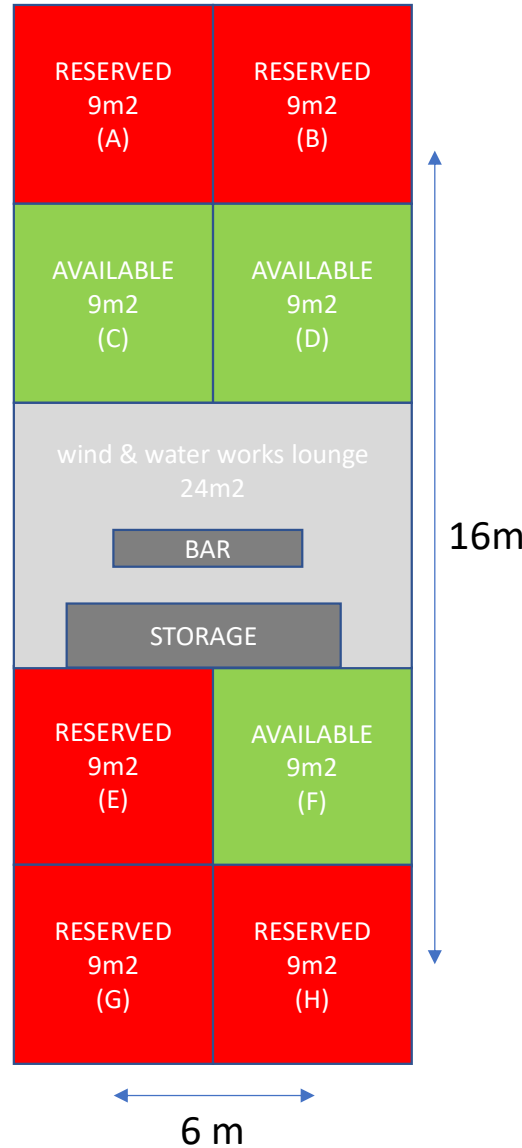 RESERVED
9m2
(A)
RESERVED
9m2
(B)
AVAILABLE
9m2
(C)
AVAILABLE
9m2
(D)
wind & water works lounge
24m2
BAR
STORAGE
16m
RESERVED
9m2
(E)
AVAILABLE
9m2
(F)
RESERVED
9m2
(G)
RESERVED
9m2
(H)
6 m